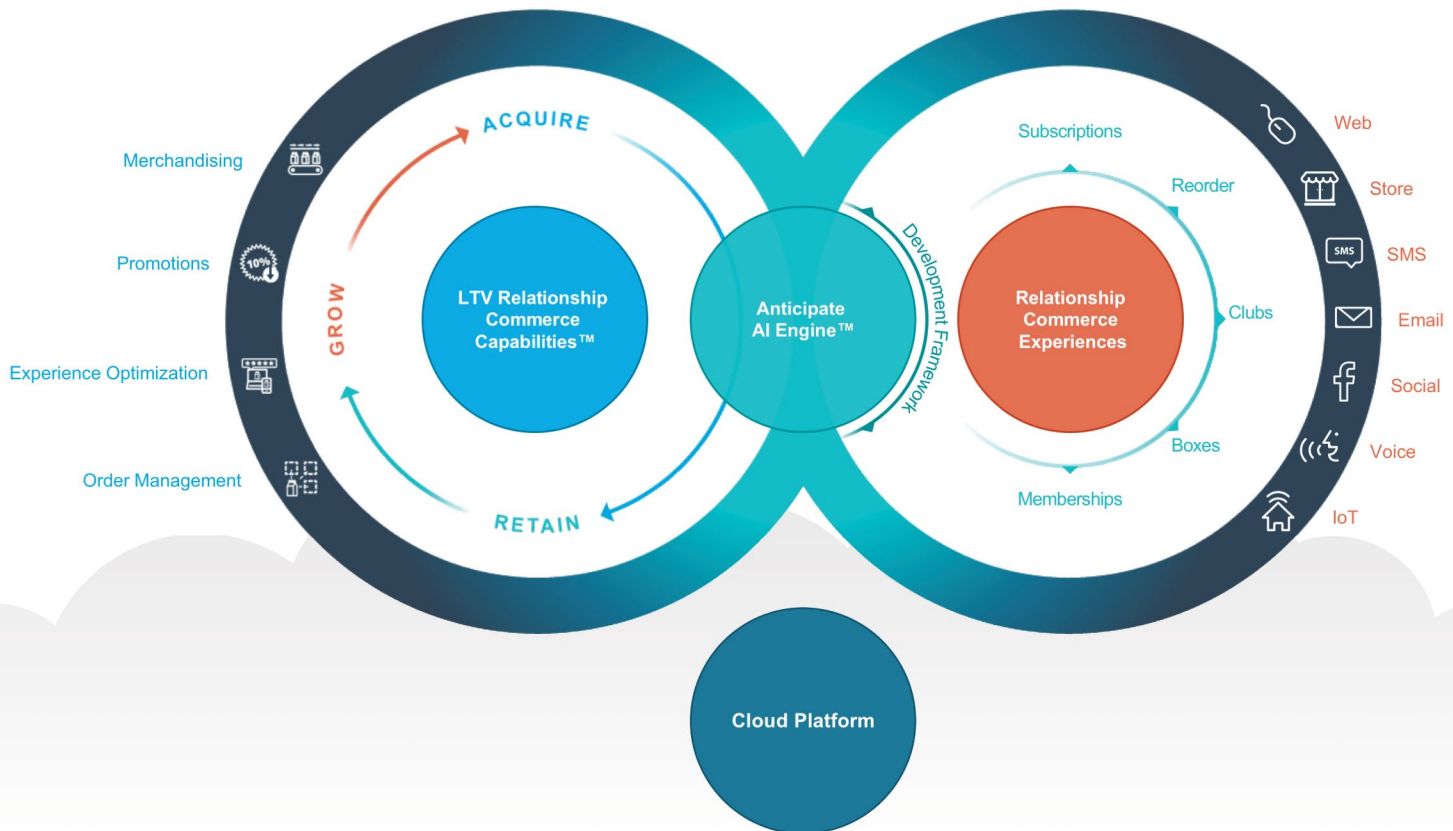 Merchandising
Promotions
Experience Optimization
Order Management
ACQUIRE
GROW
RETAIN
10%
LTV Relationship
Commerce
Capabilities™
Anticipate
AI Engine™
Development Framework
Relationship
Commerce
Experiences
Subscriptions
Reorder
Clubs
Boxes
Memberships
Web
Store
SMS
SMS
Email
Social
Voice
IoT
Cloud Platform